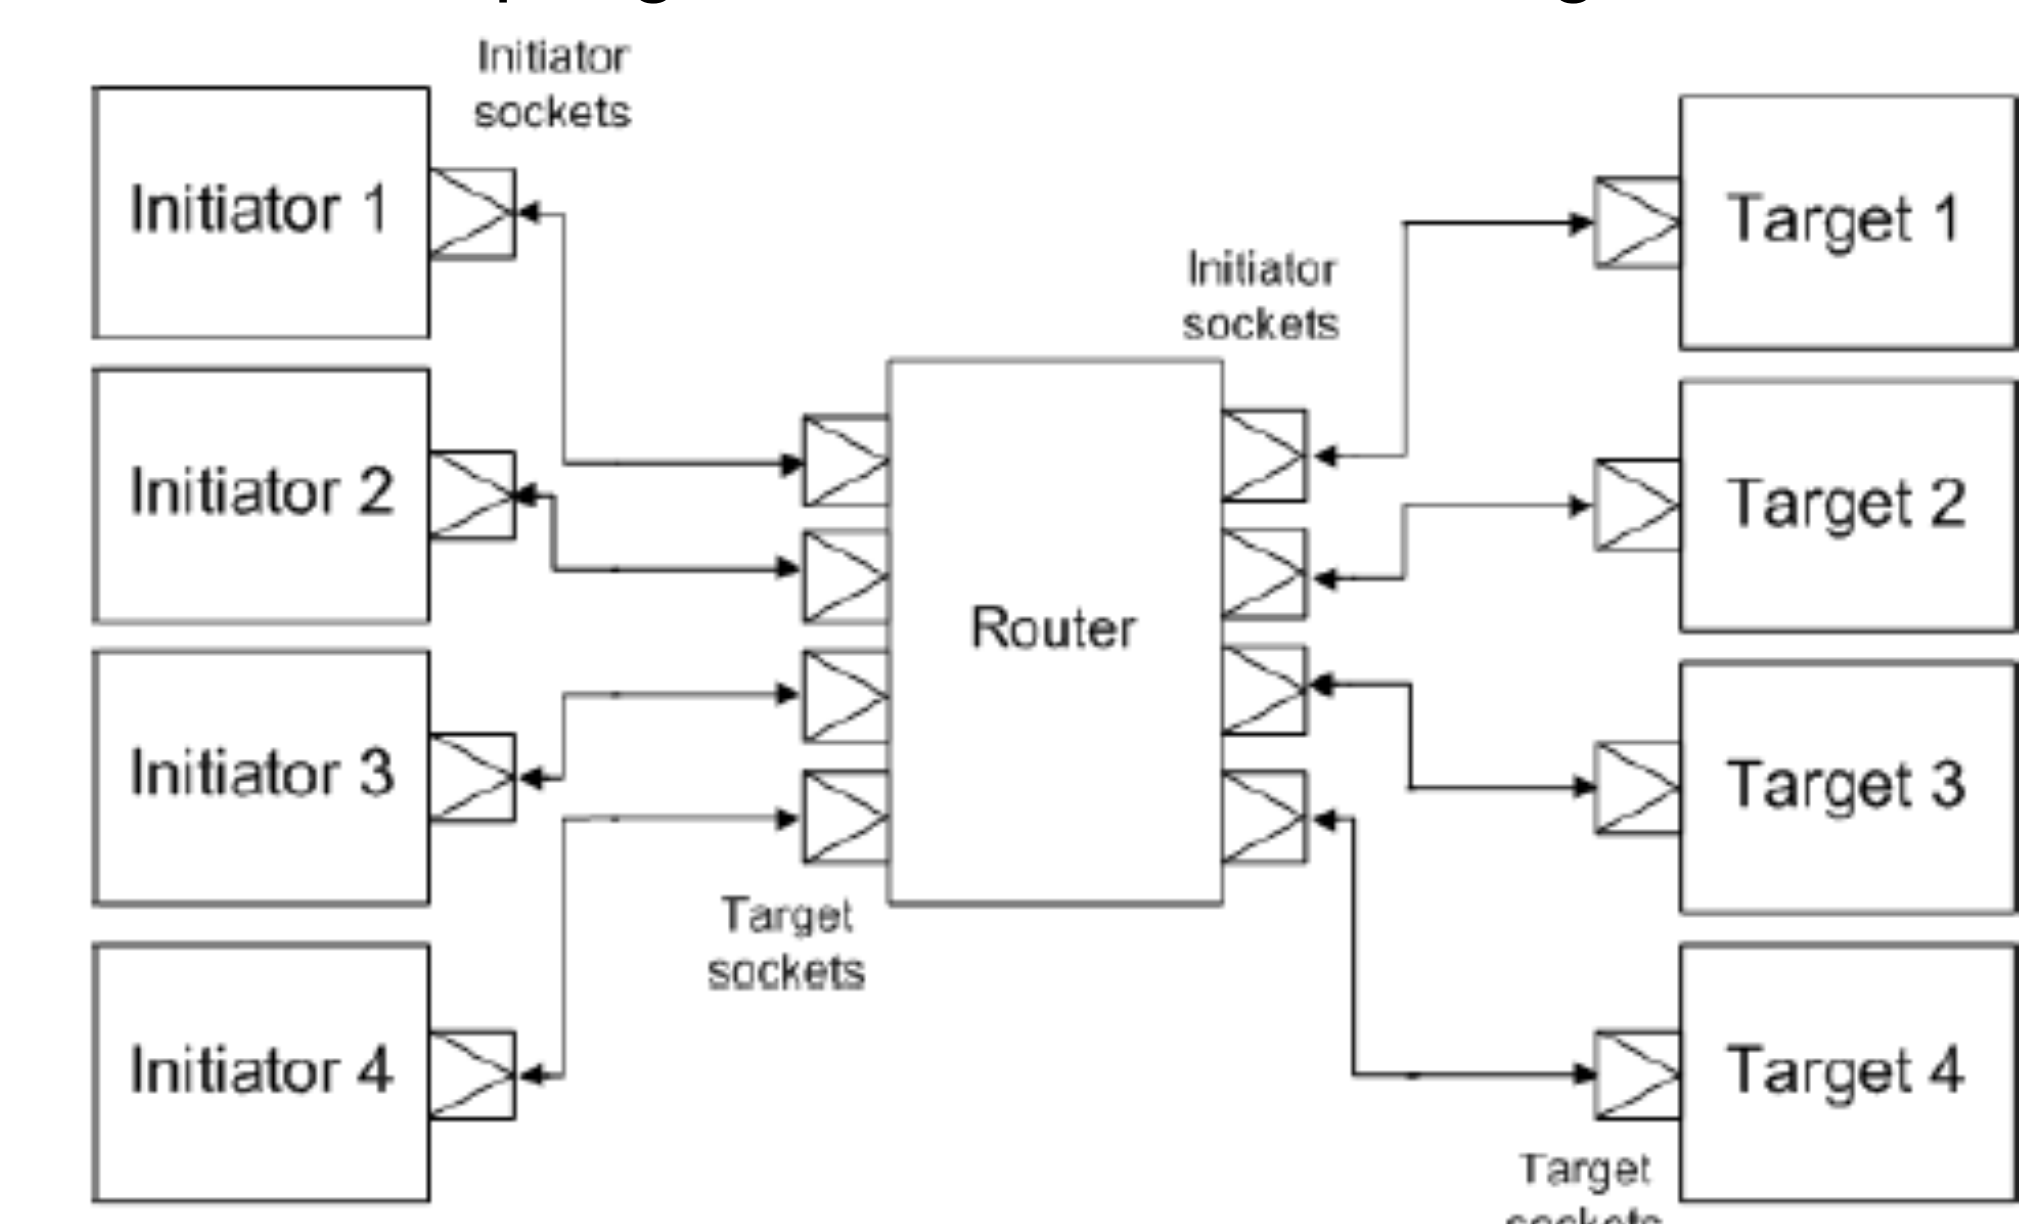 Initiator
sockets
Initiator 1
Target 1
Initiator
sockets
Initiator 2
Target 2
Router
Initiator 3
Target 3
Target
sockets
Initiator 4
Target 4
Target
sockets